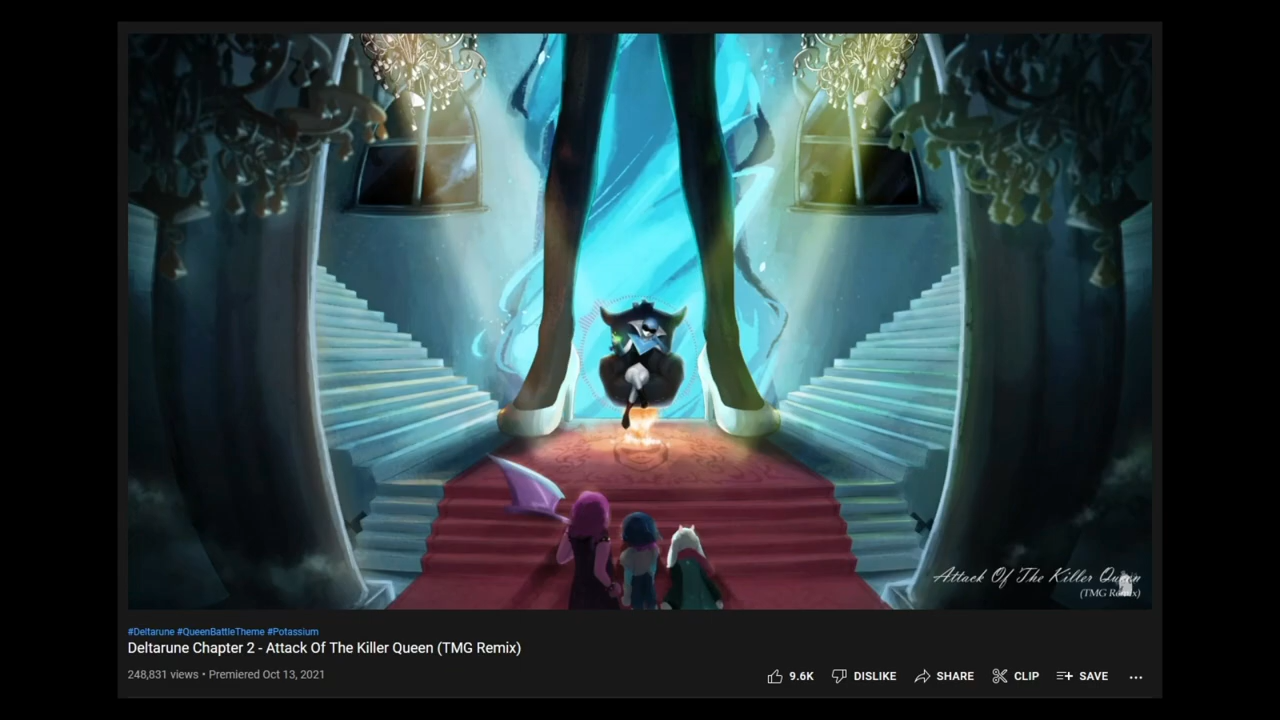 Attack Of The Killer Queen
(TMG Remix)
#Deltarune #QueenBattleTheme #Potassium
Deltarune Chapter 2 - Attack Of The Killer Queen (TMG Remix)
248,831 views • Premiered Oct 13, 2021
9.6K DISLIKE SHARE CLIP SAVE ...